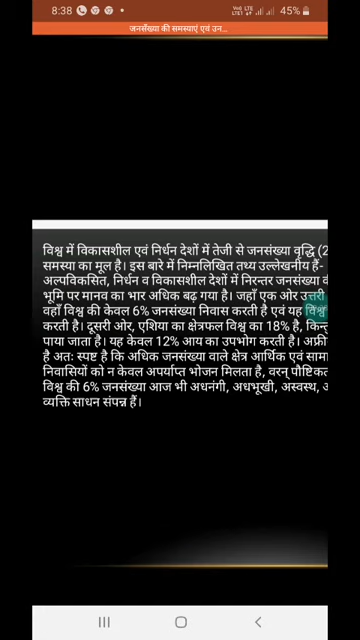 8:38
Vo9 LTE
LTE1
45%
जनसँख्या की समस्याएं एवं उन...
विश्व में विकासशील एवं निर्धन देशों में तेजी से जनसंख्या वृद्धि (2
समस्या का मूल है। इस बारे में निम्नलिखित तथ्य उल्लेखनीय हैं-
अल्पविकसित, निर्धन व विकासशील देशों में निरन्तर जनसंख्या
भूमि पर मानव का भार अधिक बढ़ गया है। जहाँ एक ओर उत्तरी
वहाँ विश्व की केवल 6% जनसंख्या निवास करती है एवं यह विश्व
करती है। दूसरी ओर, एशिया का क्षेत्रफल विश्व का 18% है, किन्तु
पाया जाता है। यह केवल 12% आय का उपभोग करती है। अफ्री
है अतः स्पष्ट है कि अधिक जनसंख्या वाले क्षेत्र आर्थिक एवं सामा
निवासियों को न केवल अपर्याप्त भोजन मिलता है, वरन् पौष्टिक
विश्व की 6% जनसंख्या आज भी अधनंगी, अधभूखी, अस्वस्थ,
व्यक्ति साधन संपन्न हैं।